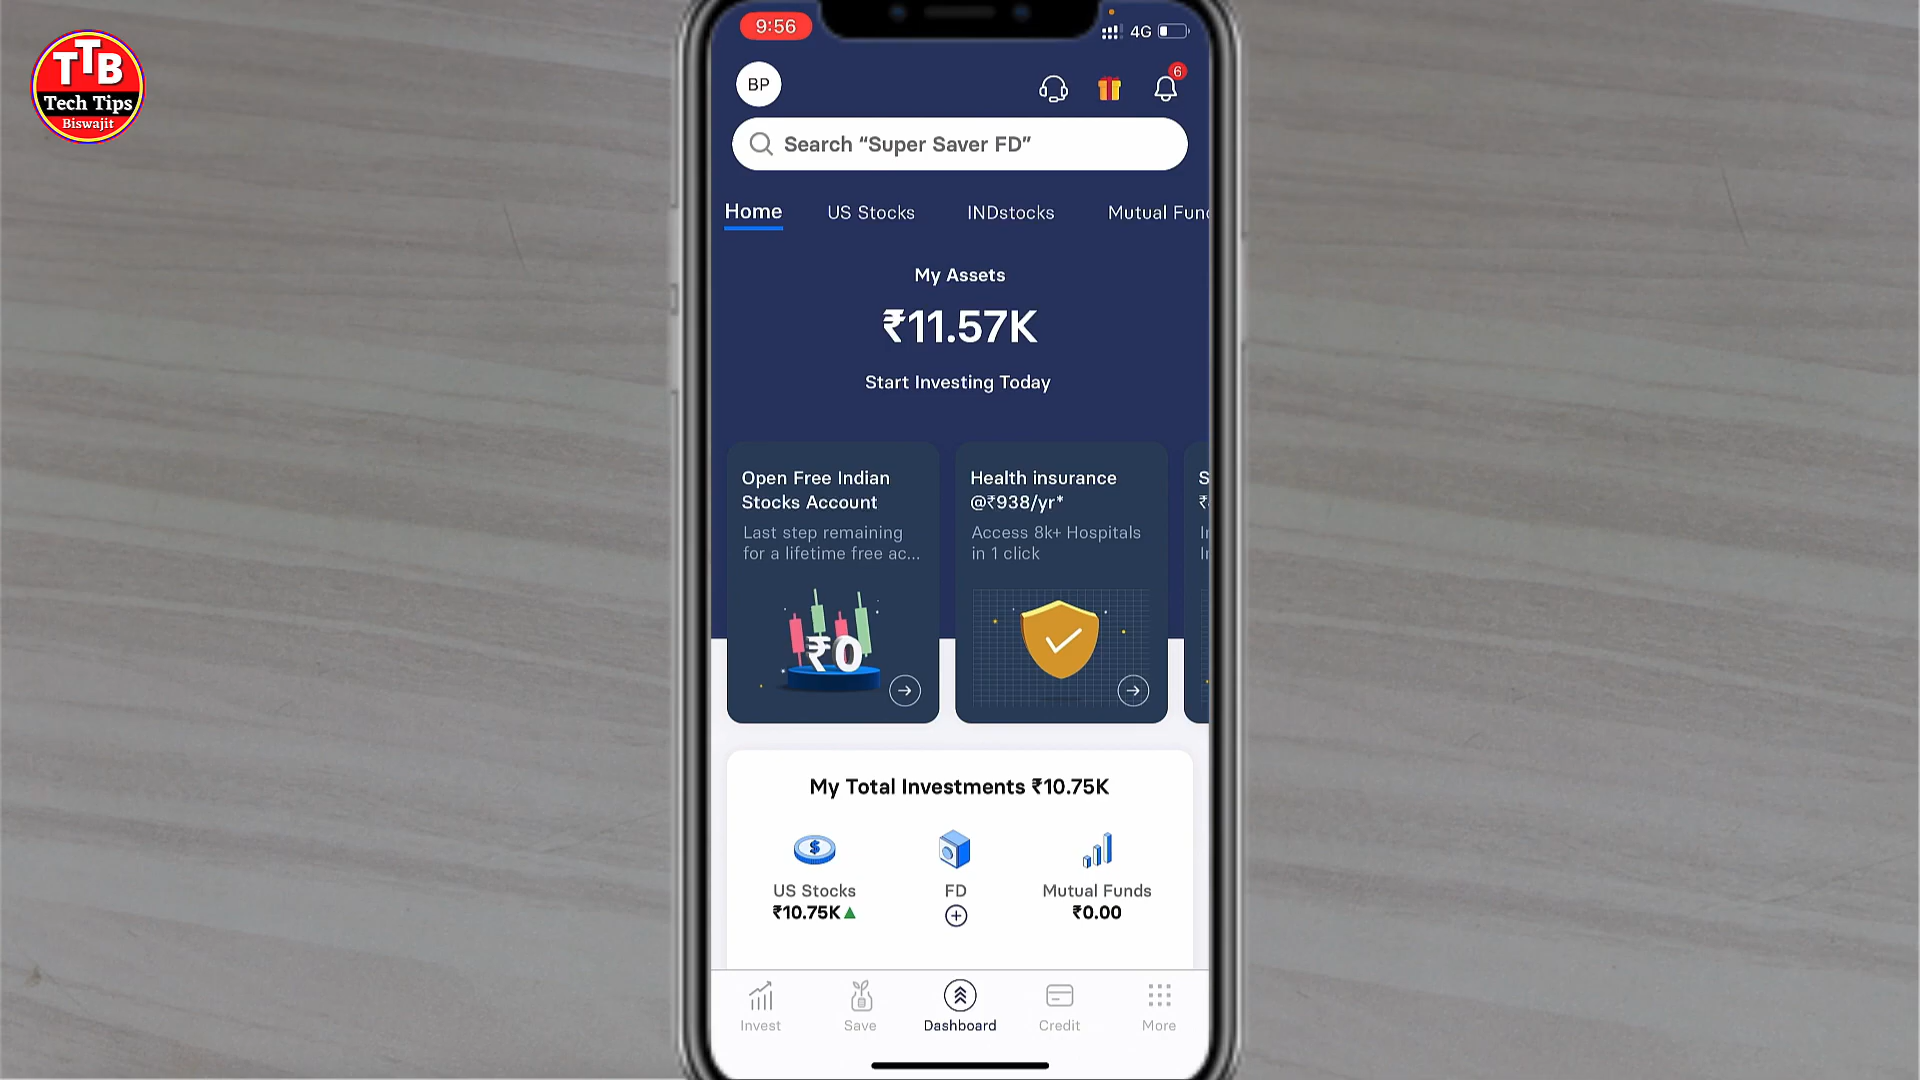 TTB
Tech Tips
Biswajit
9:56
4G
BP
6
Search “Super Saver FD”
Home
US Stocks
INDstocks
Mutual Fun
My Assets
₹11.57K
Start Investing Today
Open Free Indian
Stocks Account
Last step remaining
for a lifetime free ac...
₹0
Health insurance
@₹938/yr*
Access 8k+ Hospitals
in 1 click
My Total Investments ₹10.75K
US Stocks
₹10.75K
FD
Mutual Funds
₹0.00
Invest
Save
Dashboard
Credit
More